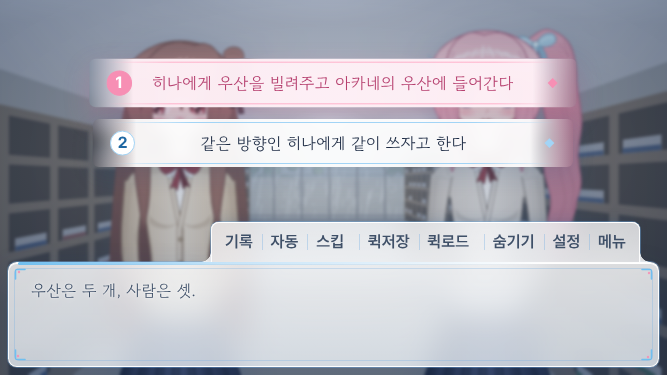 1 히나에게 우산을 빌려주고 아카네의 우산에 들어간다
2 같은 방향인 히나에게 같이 쓰자고 한다
기록 자동 스킵 퀵저장 퀵로드 숨기기 설정 메뉴
우산은 두 개, 사람은 셋.